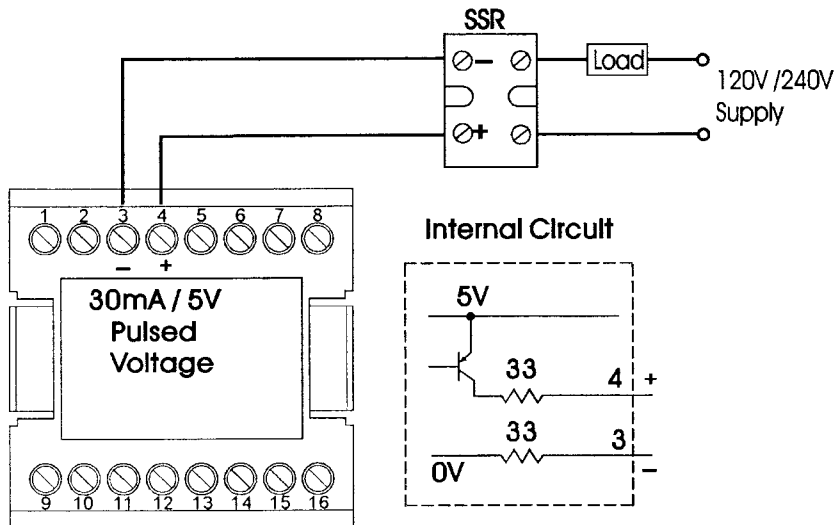 SSR
−
Load
+
120V /240V
Supply
1 2 3 4 5 6 7 8
− +
30mA / 5V
Pulsed
Voltage
9 10 11 12 13 14 15 16
Internal Circuit
5V
33 4 +
33 3 −
0V